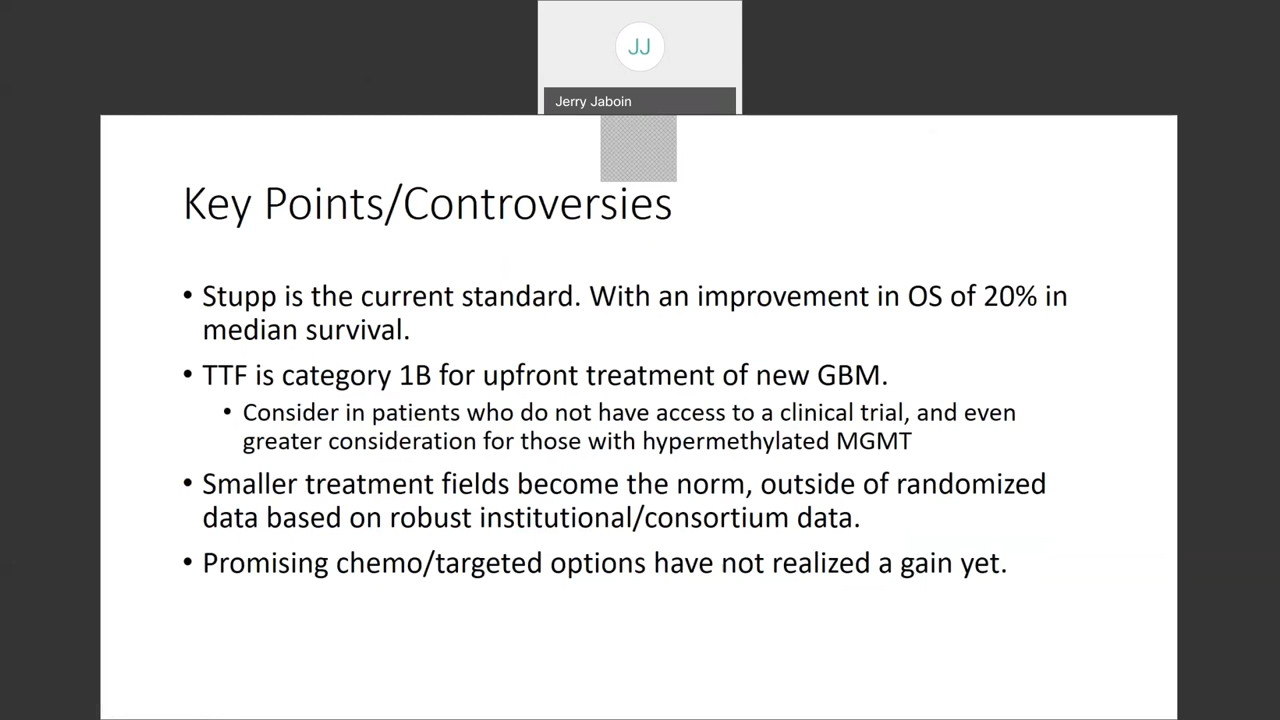 JJ
Jerry Jaboin
Key Points/Controversies
• Stupp is the current standard. With an improvement in OS of 20% in
median survival.
• TTF is category 1B for upfront treatment of new GBM.
• Consider in patients who do not have access to a clinical trial, and even
greater consideration for those with hypermethylated MGMT
• Smaller treatment fields become the norm, outside of randomized
data based on robust institutional/consortium data.
• Promising chemo/targeted options have not realized a gain yet.